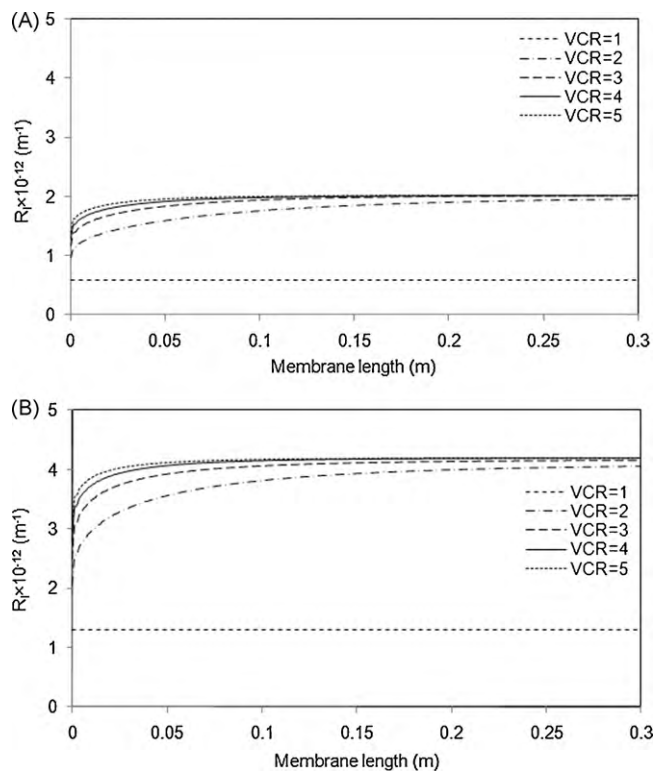 (A)
5
4
3
2
1
0
R_I×10⁻¹² (m⁻¹)
VCR=1
VCR=2
VCR=3
VCR=4
VCR=5
0 0.05 0.1 0.15 0.2 0.25 0.3
Membrane length (m)
(B)
5
4
3
2
1
0
R_I×10⁻¹² (m⁻¹)
VCR=1
VCR=2
VCR=3
VCR=4
VCR=5
0 0.05 0.1 0.15 0.2 0.25 0.3
Membrane length (m)